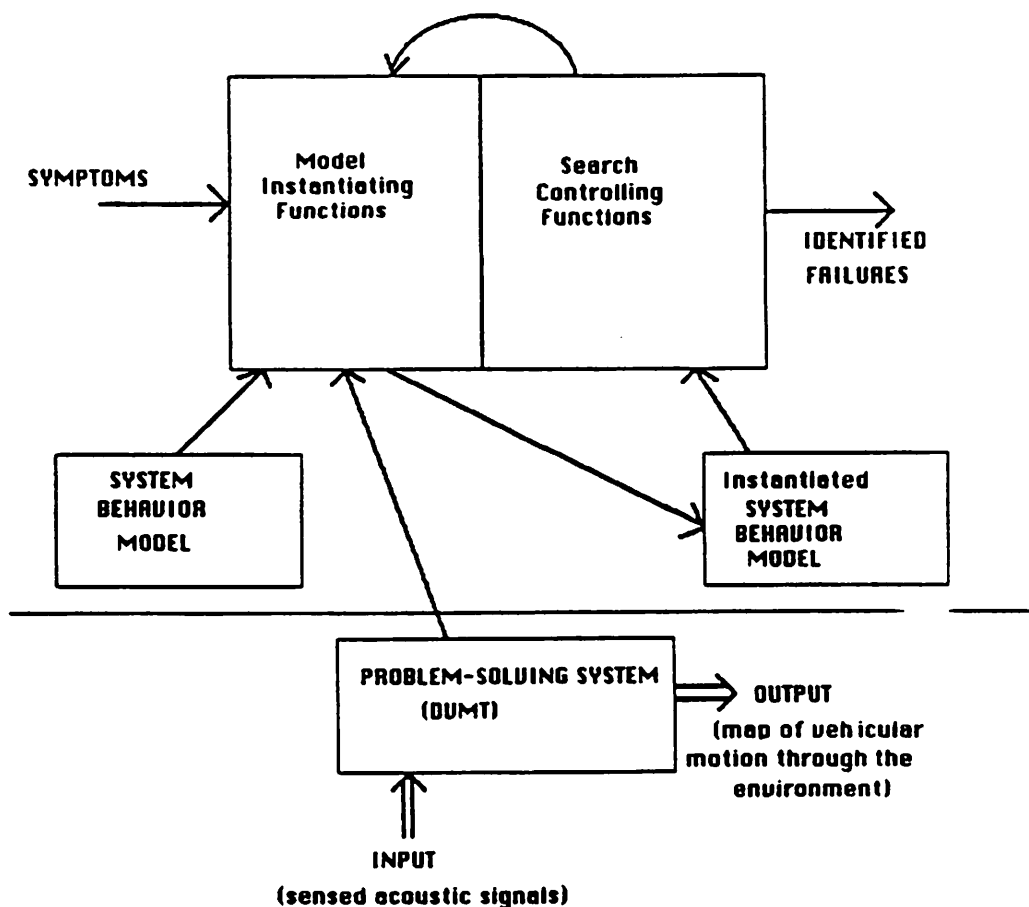 SYMPTOMS
Model
Instantiating
Functions
Search
Controlling
Functions
IDENTIFIED
FAILURES
SYSTEM
BEHAVIOR
MODEL
Instantiated
SYSTEM
BEHAVIOR
MODEL
PROBLEM-SOLVING SYSTEM
(DVMT)
OUTPUT
(map of vehicular
motion through the
environment)
INPUT
(sensed acoustic signals)